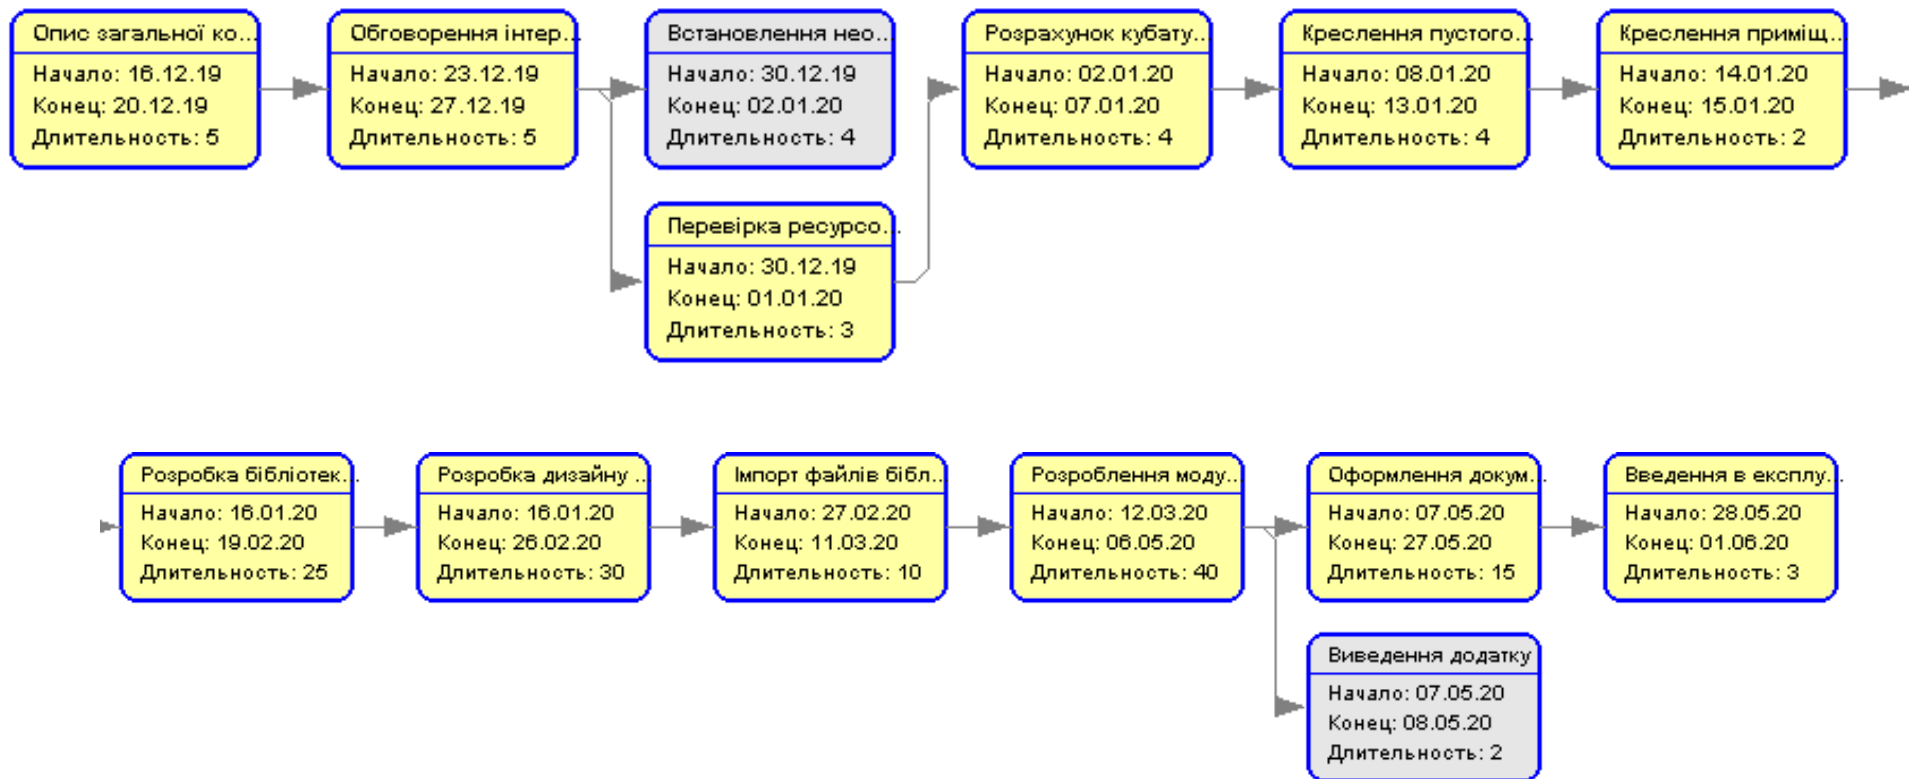 Опис загальної ко...
Начало: 16.12.19
Конец: 20.12.19
Длительность: 5
Обговорення інтер...
Начало: 23.12.19
Конец: 27.12.19
Длительность: 5
Встановлення нео...
Начало: 30.12.19
Конец: 02.01.20
Длительность: 4
Розрахунок кубату...
Начало: 02.01.20
Конец: 07.01.20
Длительность: 4
Креслення пустого...
Начало: 08.01.20
Конец: 13.01.20
Длительность: 4
Креслення приміщ...
Начало: 14.01.20
Конец: 15.01.20
Длительность: 2
Перевірка ресурсо...
Начало: 30.12.19
Конец: 01.01.20
Длительность: 3
Розробка бібліотек...
Начало: 16.01.20
Конец: 19.02.20
Длительность: 25
Розробка дизайну ...
Начало: 16.01.20
Конец: 26.02.20
Длительность: 30
Імпорт файлів бібл...
Начало: 27.02.20
Конец: 11.03.20
Длительность: 10
Розроблення моду...
Начало: 12.03.20
Конец: 06.05.20
Длительность: 40
Оформлення докум...
Начало: 07.05.20
Конец: 27.05.20
Длительность: 15
Введення в експлу...
Начало: 28.05.20
Конец: 01.06.20
Длительность: 3
Виведення додатку
Начало: 07.05.20
Конец: 08.05.20
Длительность: 2